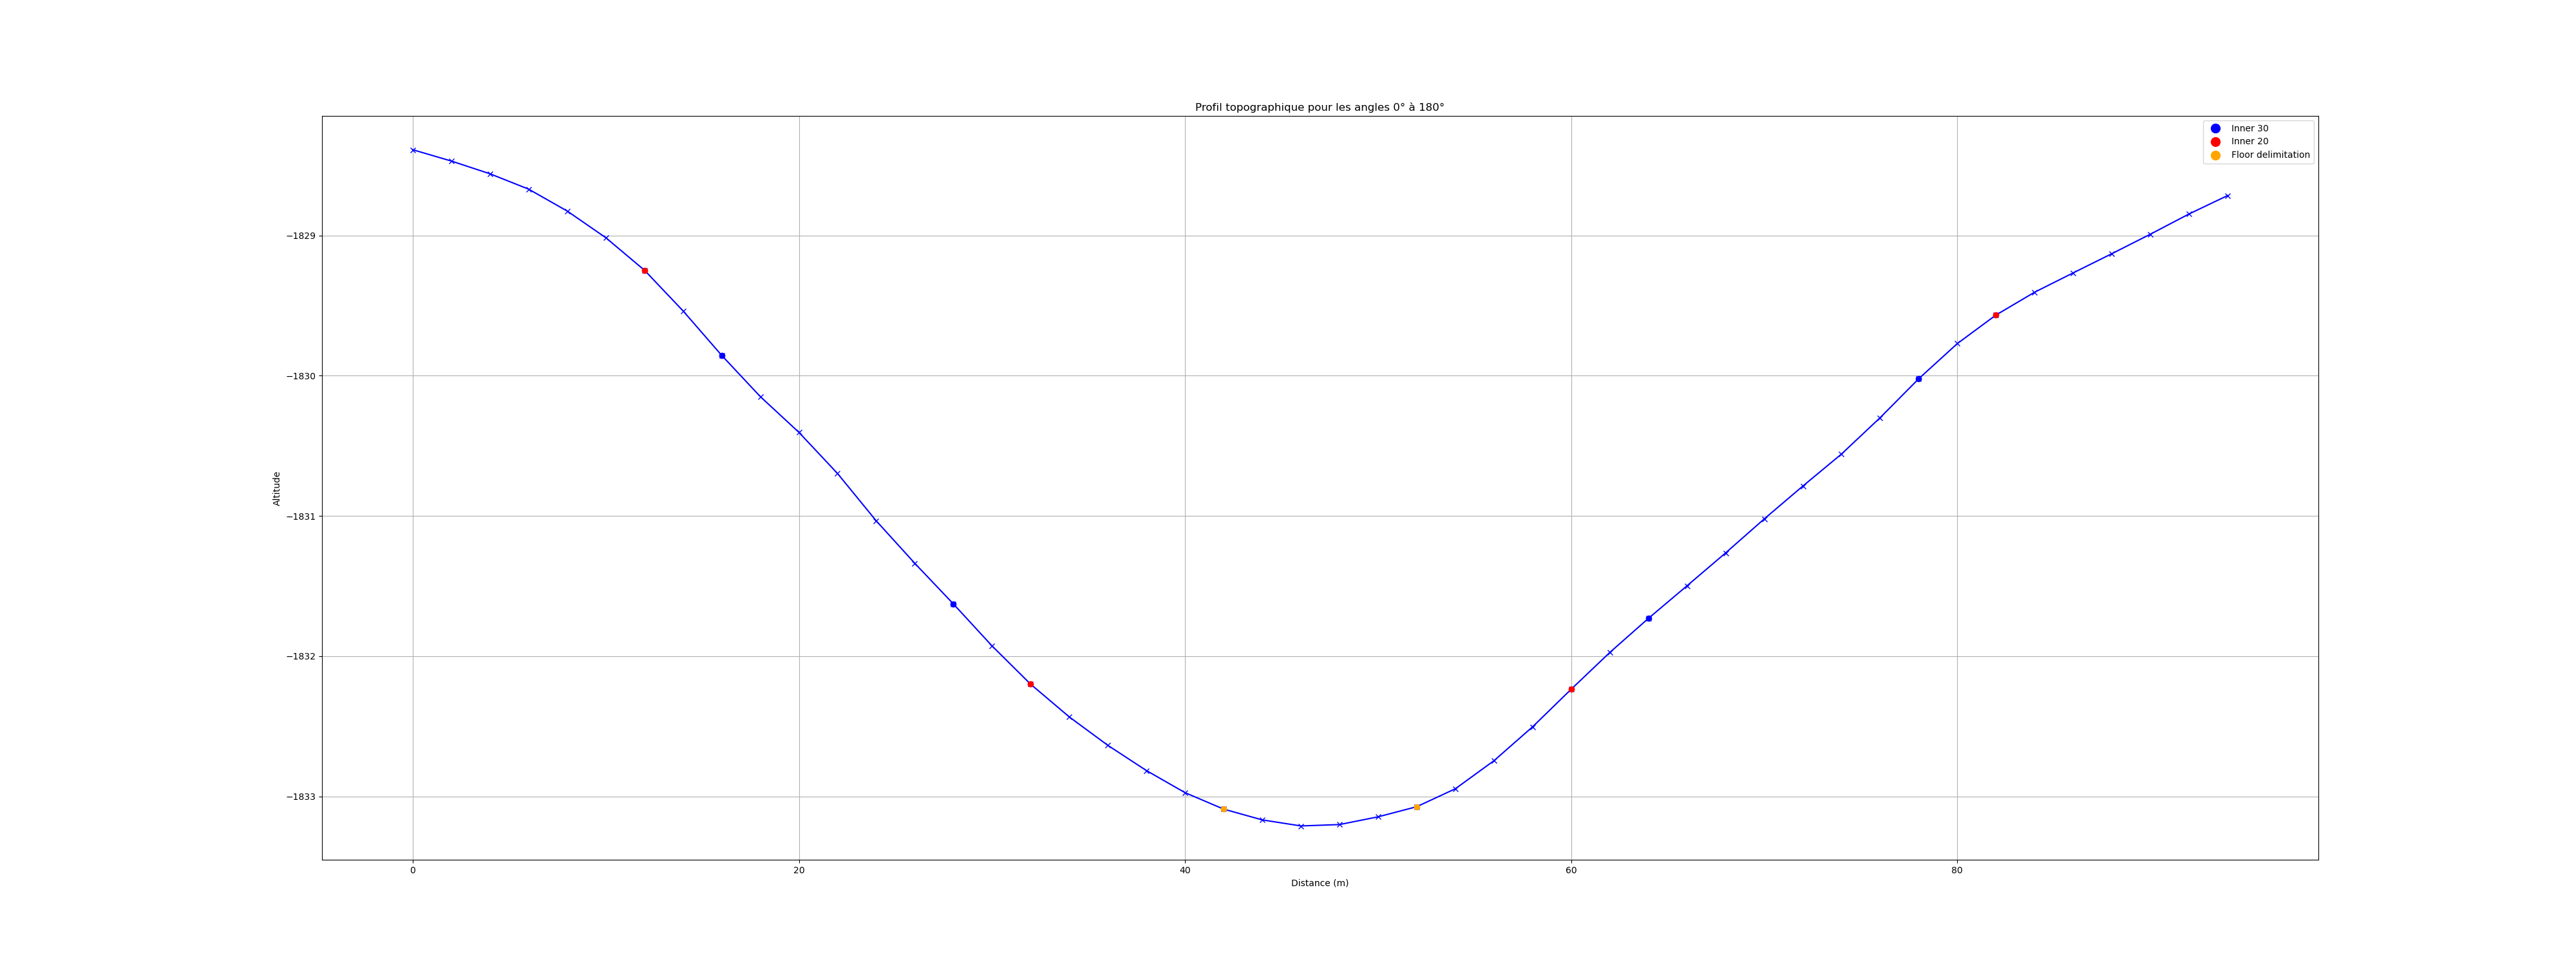 Profil topographique pour les angles 0° à 180°
Inner 30
Inner 20
Floor delimitation
Altitude
−1829
−1830
−1831
−1832
−1833
0 20 40 60 80
Distance (m)